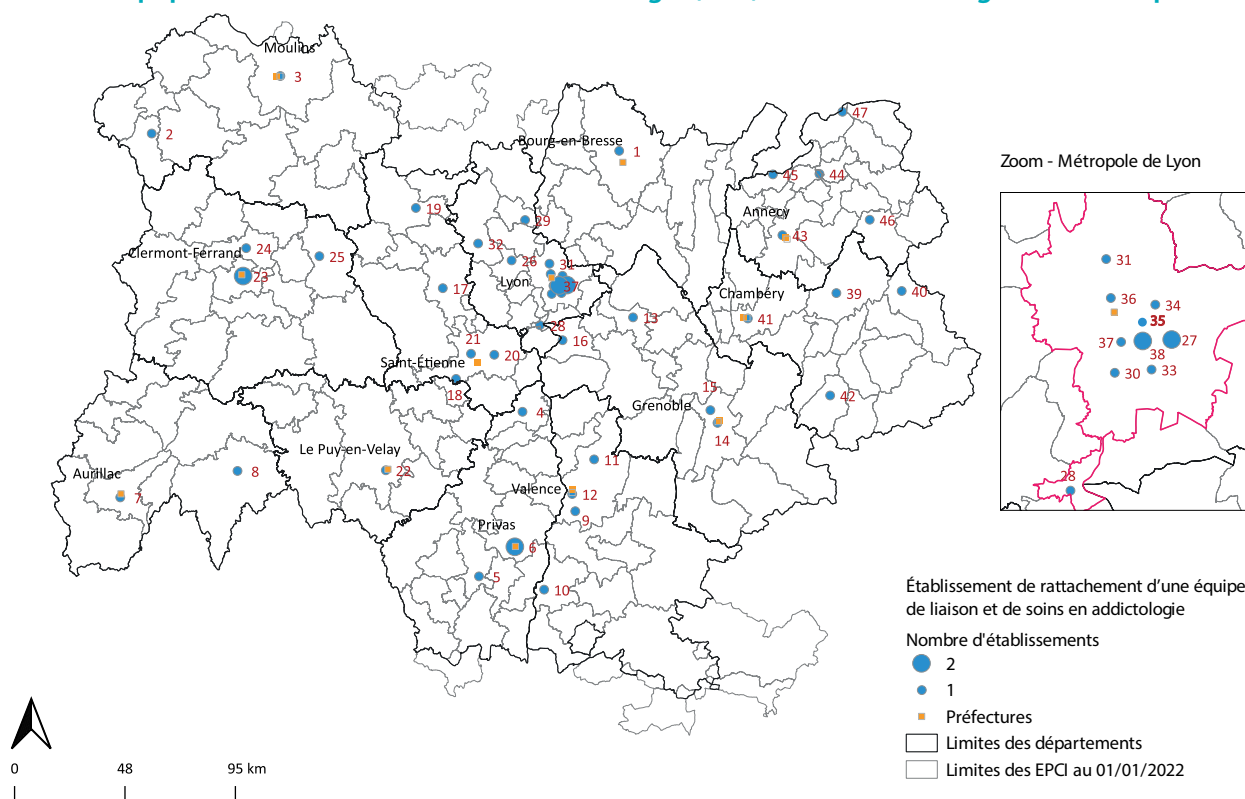 Moulins
3
2
47
Bourg-en-Bresse
1
Zoom - Métropole de Lyon
45
44
19
Annecy
29
46
43
24
32
Clermont-Ferrand
25
26
31
31
23
Lyon
37
Chambéry
39
40
36
34
17
41
35
13
28
16
37
27
38
21
20
Saint-Étienne
30
33
18
15
42
4
Grenoble
14
Le Puy-en-Velay
11
Aurillac
8
22
28
Valence
12
7
9
Privas
6
5
10
Établissement de rattachement d'une équipe
de liaison et de soins en addictologie
Nombre d'établissements
2
1
Préfectures
Limites des départements
Limites des EPCI au 01/01/2022
0 48 95 km